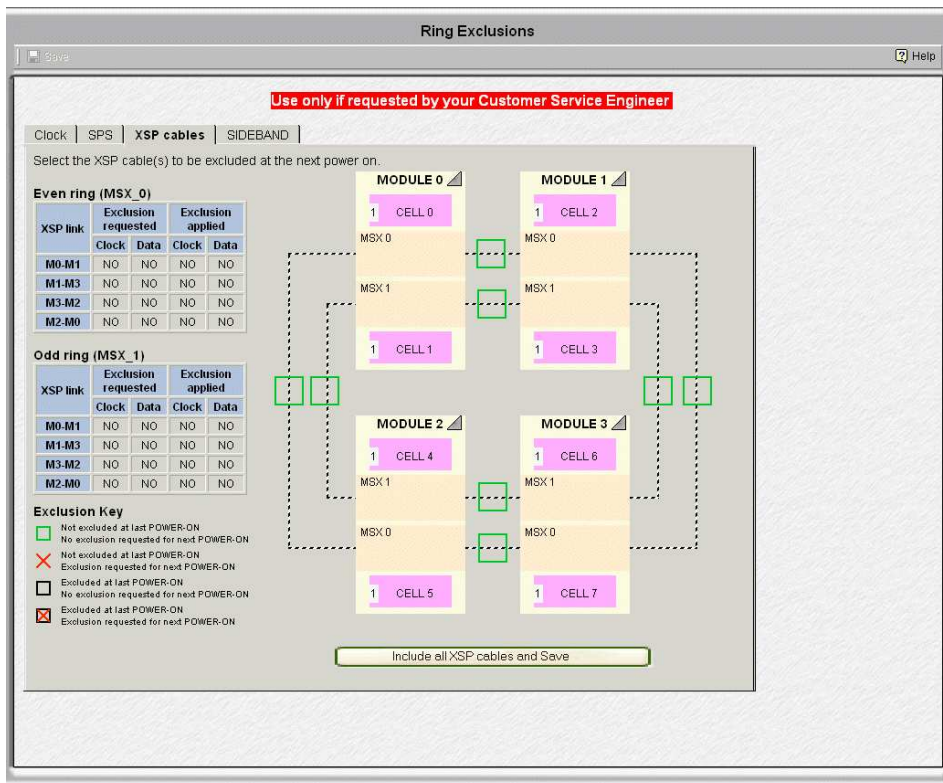 Ring Exclusions
Save
Help
Use only if requested by your Customer Service Engineer
Clock SPS XSP cables SIDEBAND
Select the XSP cable(s) to be excluded at the next power on.
Even ring (MSX_0)
XSP link Exclusion requested Exclusion applied
Clock Data Clock Data
M0-M1 NO NO NO NO
M1-M3 NO NO NO NO
M3-M2 NO NO NO NO
M2-M0 NO NO NO NO
Odd ring (MSX_1)
XSP link Exclusion requested Exclusion applied
Clock Data Clock Data
M0-M1 NO NO NO NO
M1-M3 NO NO NO NO
M3-M2 NO NO NO NO
M2-M0 NO NO NO NO
Exclusion Key
Not excluded at last POWER-ON
No exclusion requested for next POWER-ON
Not excluded at last POWER-ON
Exclusion requested for next POWER-ON
Excluded at last POWER-ON
No exclusion requested for next POWER-ON
Excluded at last POWER-ON
Exclusion requested for next POWER-ON
MODULE 0
1 CELL 0
MSX 0
MSX 1
1 CELL 1
MODULE 1
1 CELL 2
MSX 0
MSX 1
1 CELL 3
MODULE 2
1 CELL 4
MSX 1
MSX 0
1 CELL 5
MODULE 3
1 CELL 6
MSX 1
MSX 0
1 CELL 7
Include all XSP cables and Save